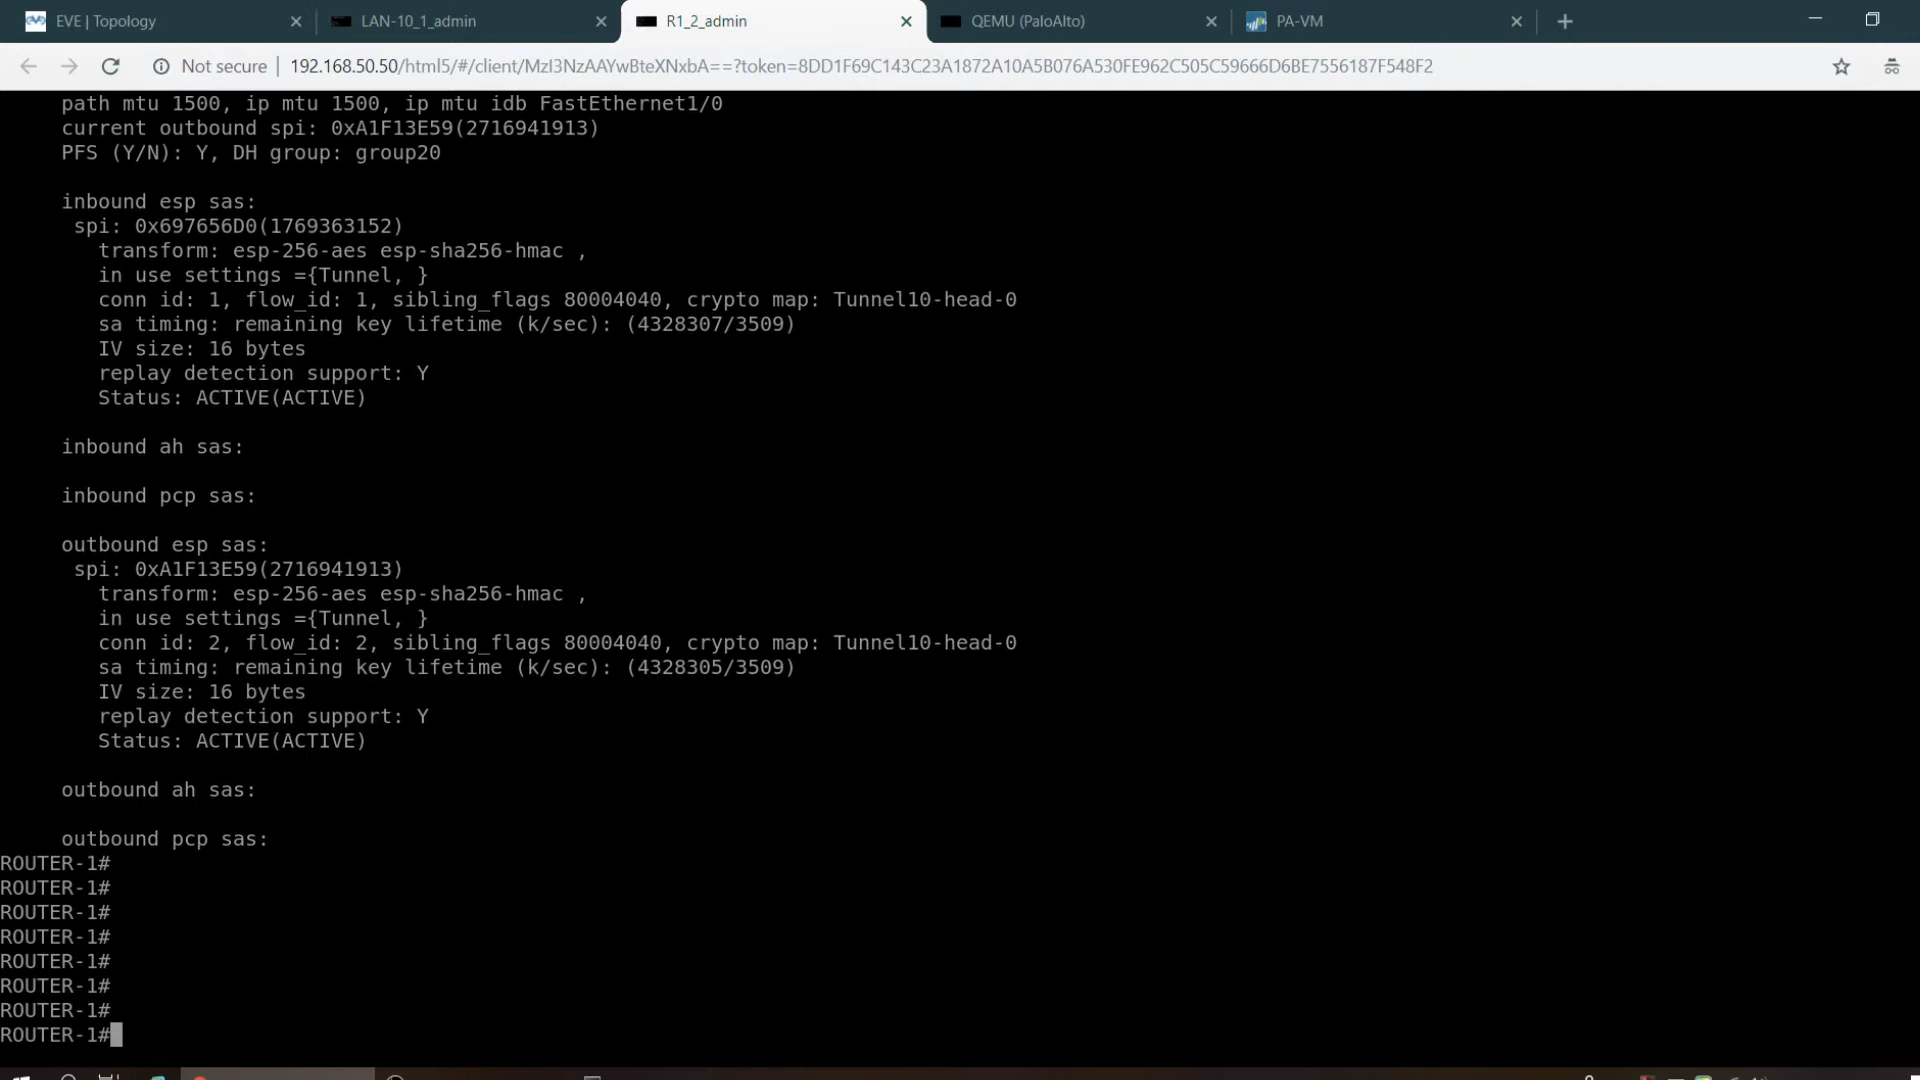 EVE | Topology
LAN-10_1_admin
R1_2_admin
QEMU (PaloAlto)
PA-VM
Not secure
192.168.50.50/html5/#/client/MzI3NzAAYwBteXNxbA==?token=8DD1F69C143C23A1872A10A5B076A530FE962C505C59666D6BE7556187F548F2
path mtu 1500, ip mtu 1500, ip mtu idb FastEthernet1/0
current outbound spi: 0xA1F13E59(2716941913)
PFS (Y/N): Y, DH group: group20
inbound esp sas:
spi: 0x697656D0(1769363152)
transform: esp-256-aes esp-sha256-hmac ,
in use settings ={Tunnel, }
conn id: 1, flow_id: 1, sibling_flags 80004040, crypto map: Tunnel10-head-0
sa timing: remaining key lifetime (k/sec): (4328307/3509)
IV size: 16 bytes
replay detection support: Y
Status: ACTIVE(ACTIVE)
inbound ah sas:
inbound pcp sas:
outbound esp sas:
spi: 0xA1F13E59(2716941913)
transform: esp-256-aes esp-sha256-hmac ,
in use settings ={Tunnel, }
conn id: 2, flow_id: 2, sibling_flags 80004040, crypto map: Tunnel10-head-0
sa timing: remaining key lifetime (k/sec): (4328305/3509)
IV size: 16 bytes
replay detection support: Y
Status: ACTIVE(ACTIVE)
outbound ah sas:
outbound pcp sas:
ROUTER-1#
ROUTER-1#
ROUTER-1#
ROUTER-1#
ROUTER-1#
ROUTER-1#
ROUTER-1#
ROUTER-1#